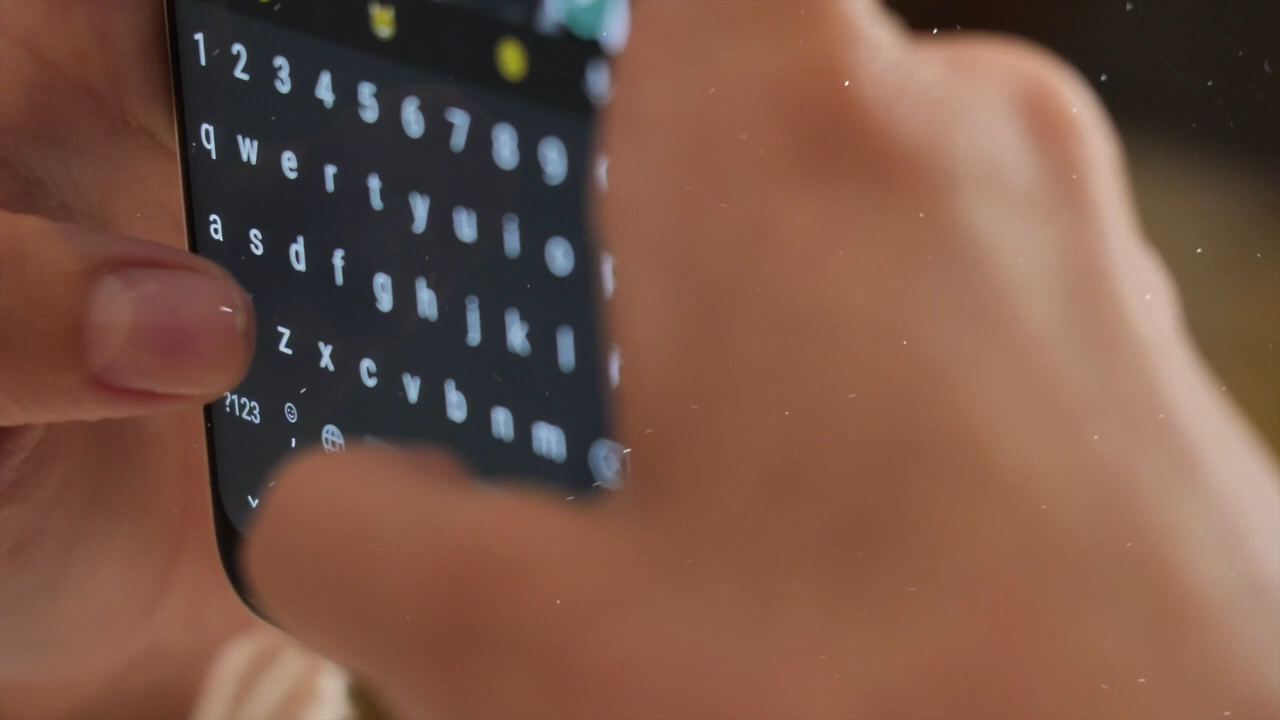 1 2 3 4 5 6 7 8 9
q w e r t y u i o
a s d f g h j k l
z x c v b n m
?123 ,